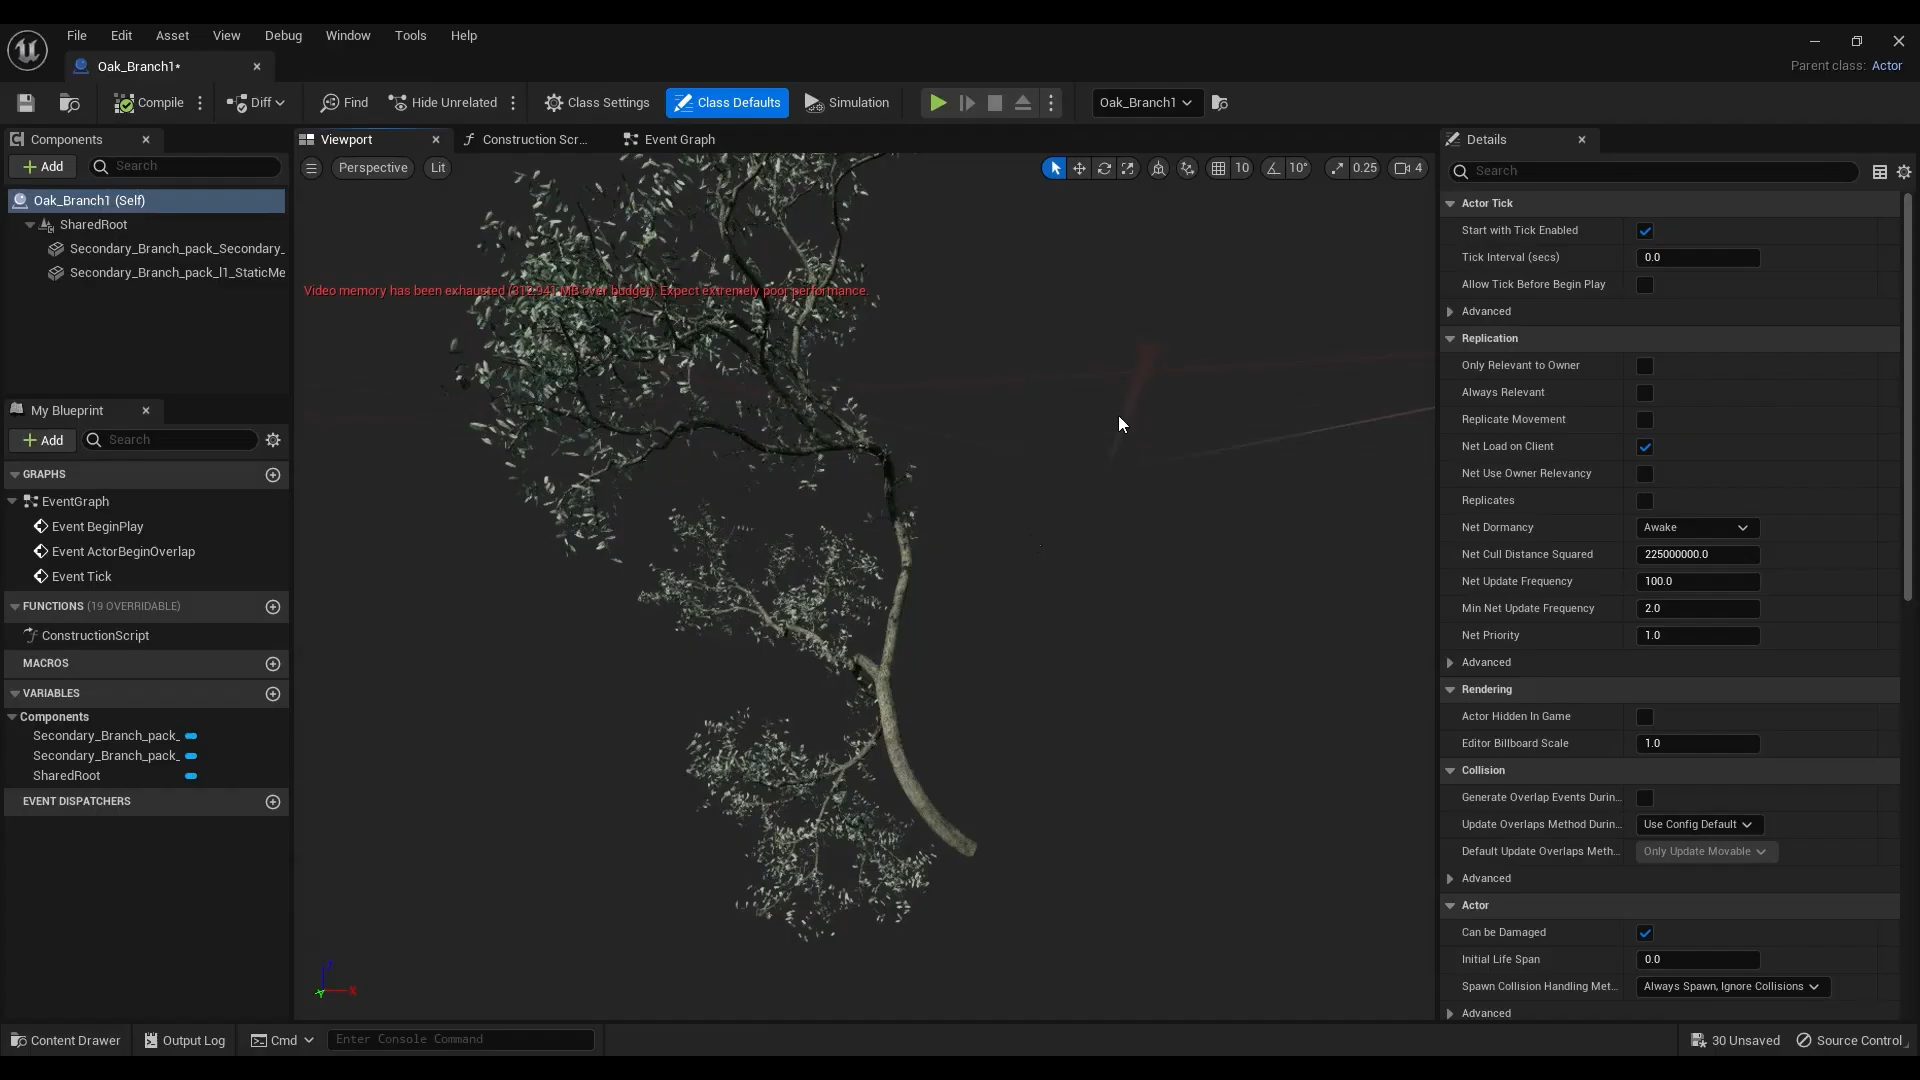 File Edit Asset View Debug Window Tools Help
Oak_Branch1*
Parent class: Actor
Compile Diff Find Hide Unrelated Class Settings Class Defaults Simulation Oak_Branch1
Components
Add Search
Oak_Branch1 (Self)
SharedRoot
Secondary_Branch_pack_Secondary_
Secondary_Branch_pack_l1_StaticMe
My Blueprint
Add Search
GRAPHS
EventGraph
Event BeginPlay
Event ActorBeginOverlap
Event Tick
FUNCTIONS (19 OVERRIDABLE)
ConstructionScript
MACROS
VARIABLES
Components
Secondary_Branch_pack_
Secondary_Branch_pack_
SharedRoot
EVENT DISPATCHERS
Viewport Construction Scr... Event Graph
Perspective Lit 10 10° 0.25 4
Video memory has been exhausted MB over budget). Expect extremely poor performance.
Z
Y X
Details
Search
Actor Tick
Start with Tick Enabled
Tick Interval (secs) 0.0
Allow Tick Before Begin Play
Advanced
Replication
Only Relevant to Owner
Always Relevant
Replicate Movement
Net Load on Client
Net Use Owner Relevancy
Replicates
Net Dormancy Awake
Net Cull Distance Squared 225000000.0
Net Update Frequency 100.0
Min Net Update Frequency 2.0
Net Priority 1.0
Advanced
Rendering
Actor Hidden In Game
Editor Billboard Scale 1.0
Collision
Generate Overlap Events Durin...
Update Overlaps Method Durin... Use Config Default
Default Update Overlaps Meth... Only Update Movable
Advanced
Actor
Can be Damaged
Initial Life Span 0.0
Spawn Collision Handling Met... Always Spawn, Ignore Collisions
Advanced
Content Drawer Output Log Cmd Enter Console Command 30 Unsaved Source Control